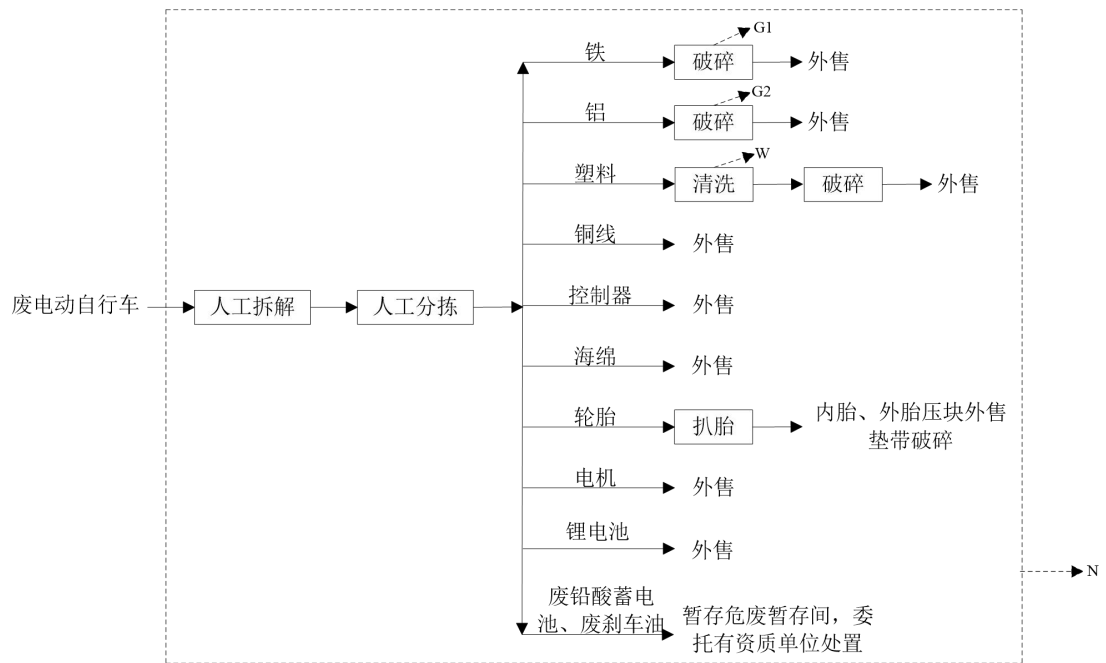 G1
铁
破碎
外售
G2
铝
破碎
外售
W
塑料
清洗
破碎
外售
铜线
外售
废电动自行车
人工拆解
人工分拣
控制器
外售
海绵
外售
轮胎
扒胎
内胎、外胎压块外售
垫带破碎
电机
外售
锂电池
外售
N
废铅酸蓄电
池、废刹车油
暂存危废暂存间，委
托有资质单位处置